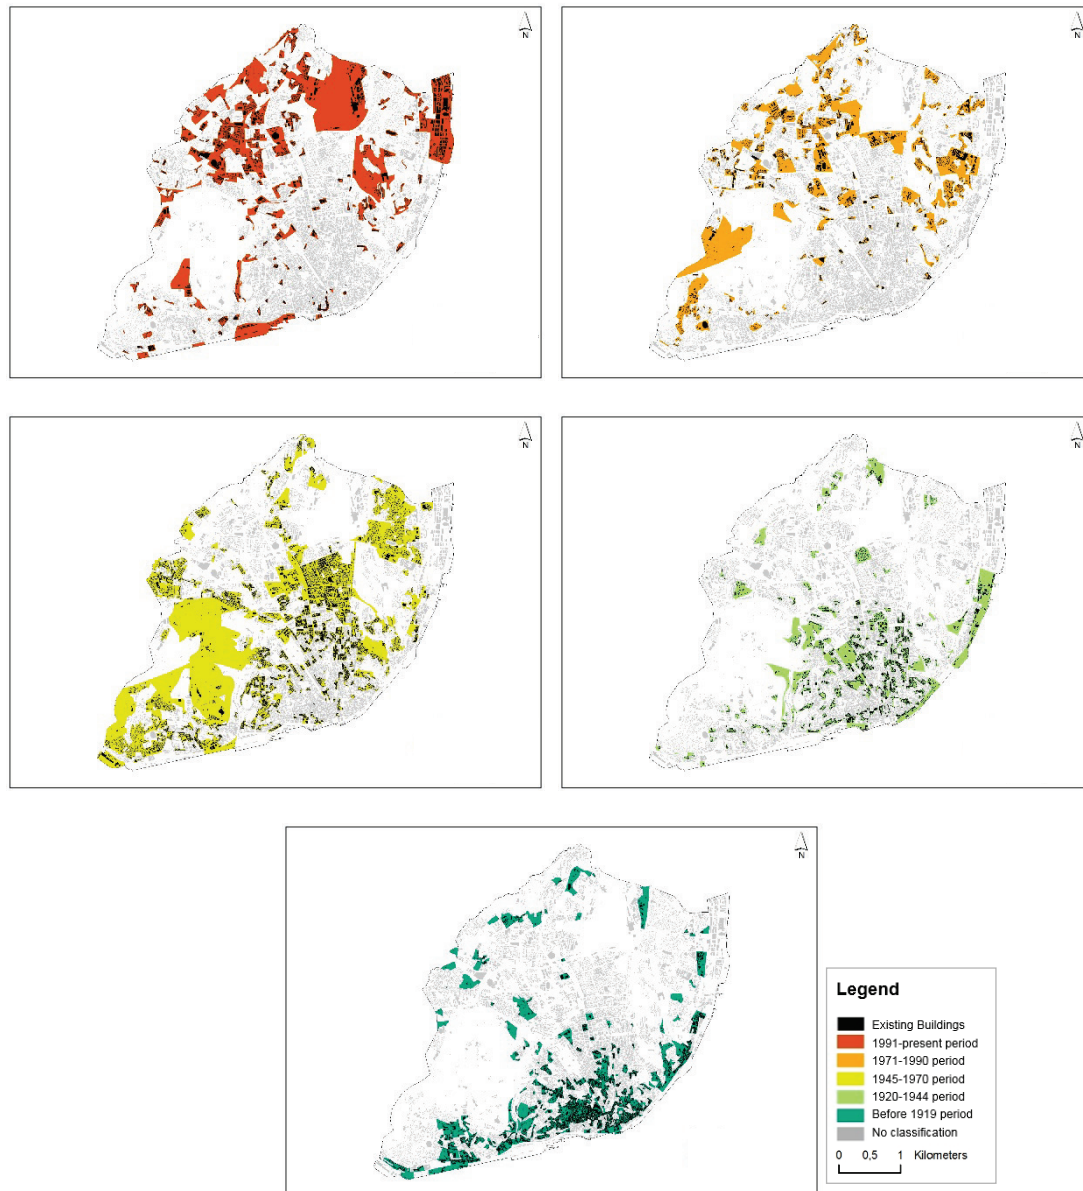 N
N
N
N
N
Legend
Existing Buildings
1991-present period
1971-1990 period
1945-1970 period
1920-1944 period
Before 1919 period
No classification
0 0,5 1 Kilometers